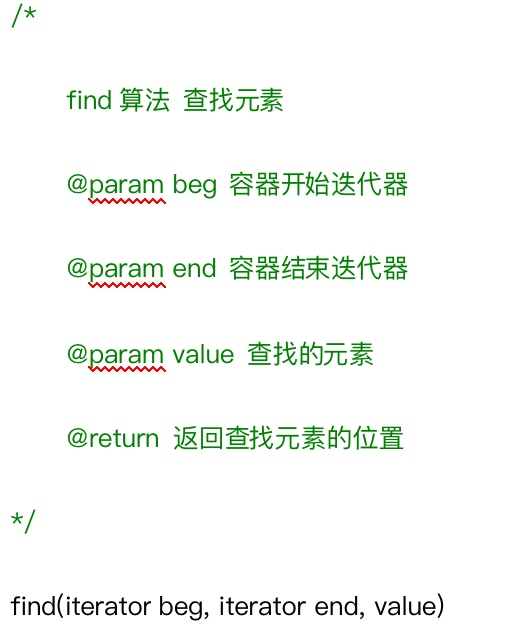 /*
find 算法 查找元素
@param beg 容器开始迭代器
@param end 容器结束迭代器
@param value 查找的元素
@return 返回查找元素的位置
*/
find(iterator beg, iterator end, value)